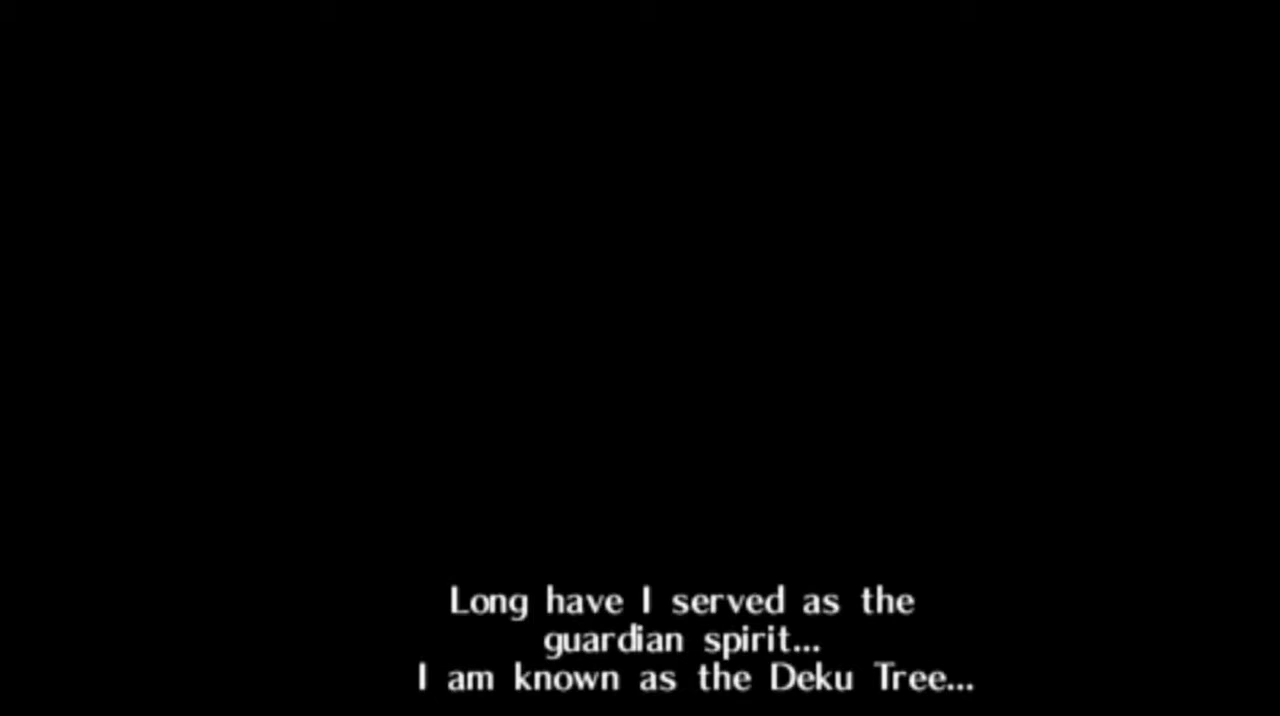 Long have I served as the
guardian spirit...
I am known as the Deku Tree...